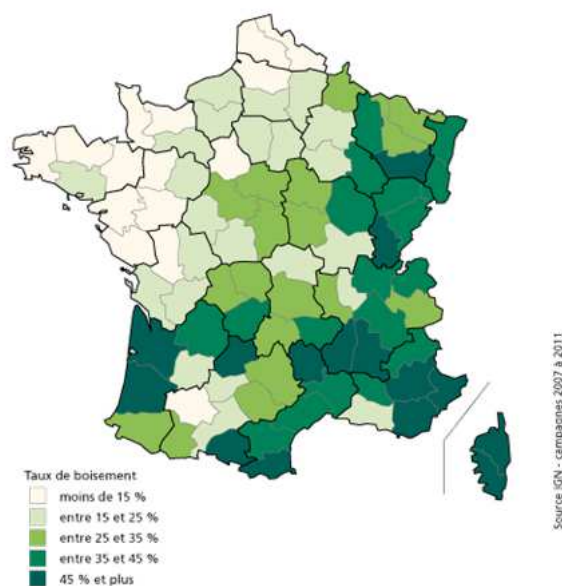 Taux de boisement
moins de 15 %
entre 15 et 25 %
entre 25 et 35 %
entre 35 et 45 %
45 % et plus
Source IGN - campagnes 2007 à 2011